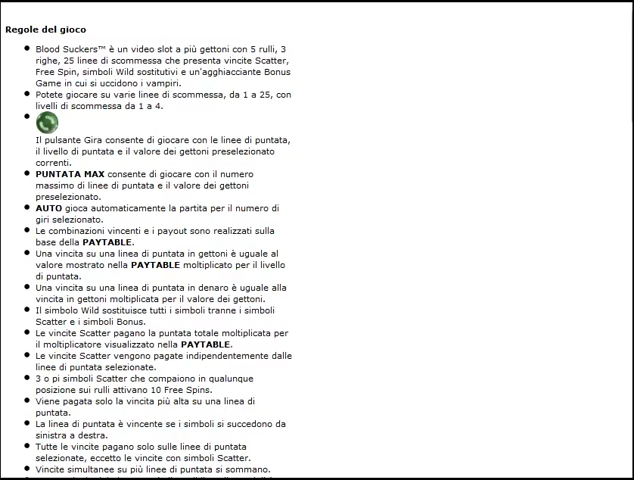 Regole del gioco
Blood Suckers™ è un video slot a più gettoni con 5 rulli, 3
righe, 25 linee di scommessa che presenta vincite Scatter,
Free Spin, simboli Wild sostitutivi e un'agghiacciante Bonus
Game in cui si uccidono i vampiri.
Potete giocare su varie linee di scommessa, da 1 a 25, con
livelli di scommessa da 1 a 4.
Il pulsante Gira consente di giocare con le linee di puntata,
il livello di puntata e il valore dei gettoni preselezionato
correnti.
PUNTATA MAX consente di giocare con il numero
massimo di linee di puntata e il valore dei gettoni
preselezionato.
AUTO gioca automaticamente la partita per il numero di
giri selezionato.
Le combinazioni vincenti e i payout sono realizzati sulla
base della PAYTABLE.
Una vincita su una linea di puntata in gettoni è uguale al
valore mostrato nella PAYTABLE moltiplicato per il livello
di puntata.
Una vincita su una linea di puntata in denaro è uguale alla
vincita in gettoni moltiplicata per il valore dei gettoni.
Il simbolo Wild sostituisce tutti i simboli tranne i simboli
Scatter e i simboli Bonus.
Le vincite Scatter pagano la puntata totale moltiplicata per
il moltiplicatore visualizzato nella PAYTABLE.
Le vincite Scatter vengono pagate indipendentemente dalle
linee di puntata selezionate.
3 o pi simboli Scatter che compaiono in qualunque
posizione sui rulli attivano 10 Free Spins.
Viene pagata solo la vincita più alta su una linea di
puntata.
La linea di puntata è vincente se i simboli si succedono da
sinistra a destra.
Tutte le vincite pagano solo sulle linee di puntata
selezionate, eccetto le vincite con simboli Scatter.
Vincite simultanee su più linee di puntata si sommano.